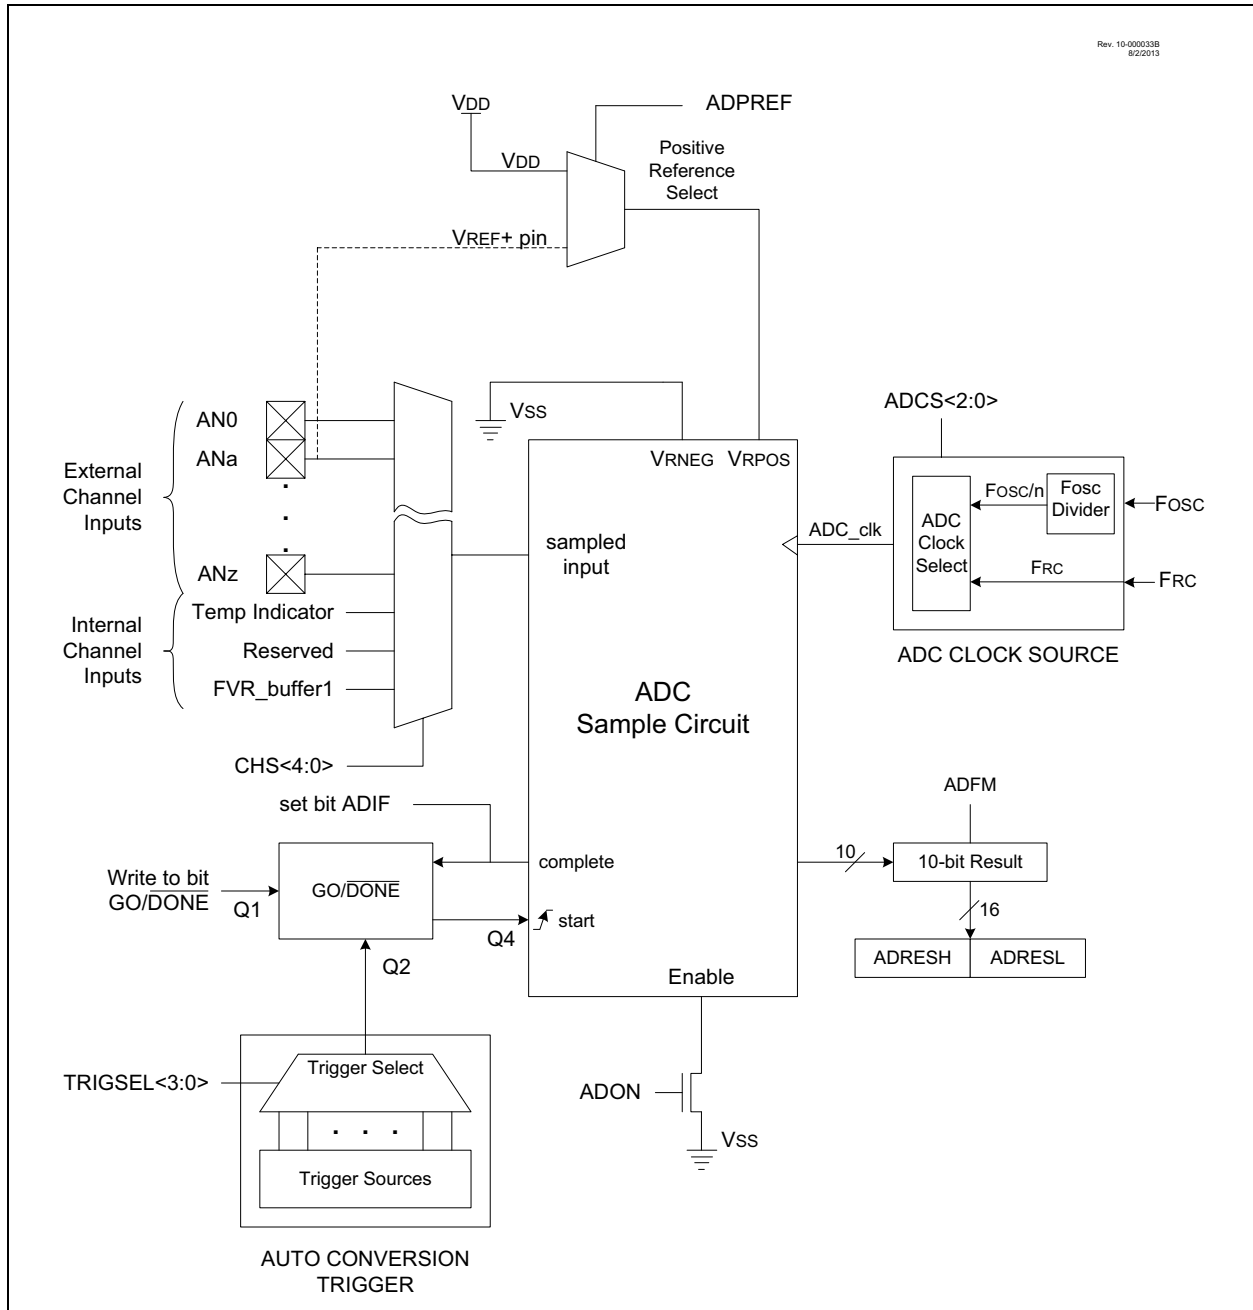 Rev. 10-000033B
8/2/2013
VDD
ADPREF
VDD
Positive
Reference
Select
VREF+ pin
AN0
ANa
ANz
External
Channel
Inputs
Temp Indicator
Reserved
FVR_buffer1
Internal
Channel
Inputs
CHS<4:0>
VSS
VRNEG
VRPOS
sampled
input
ADC
Sample Circuit
ADCS<2:0>
ADC_clk
ADC
Clock
Select
FOSC/n
Fosc
Divider
FOSC
FRC
FRC
ADC CLOCK SOURCE
set bit ADIF
complete
Write to bit
GO/DONE
Q1
GO/DONE
Q4
start
Q2
Enable
ADFM
10
10-bit Result
16
ADRESH
ADRESL
TRIGSEL<3:0>
Trigger Select
. . .
Trigger Sources
AUTO CONVERSION
TRIGGER
ADON
VSS